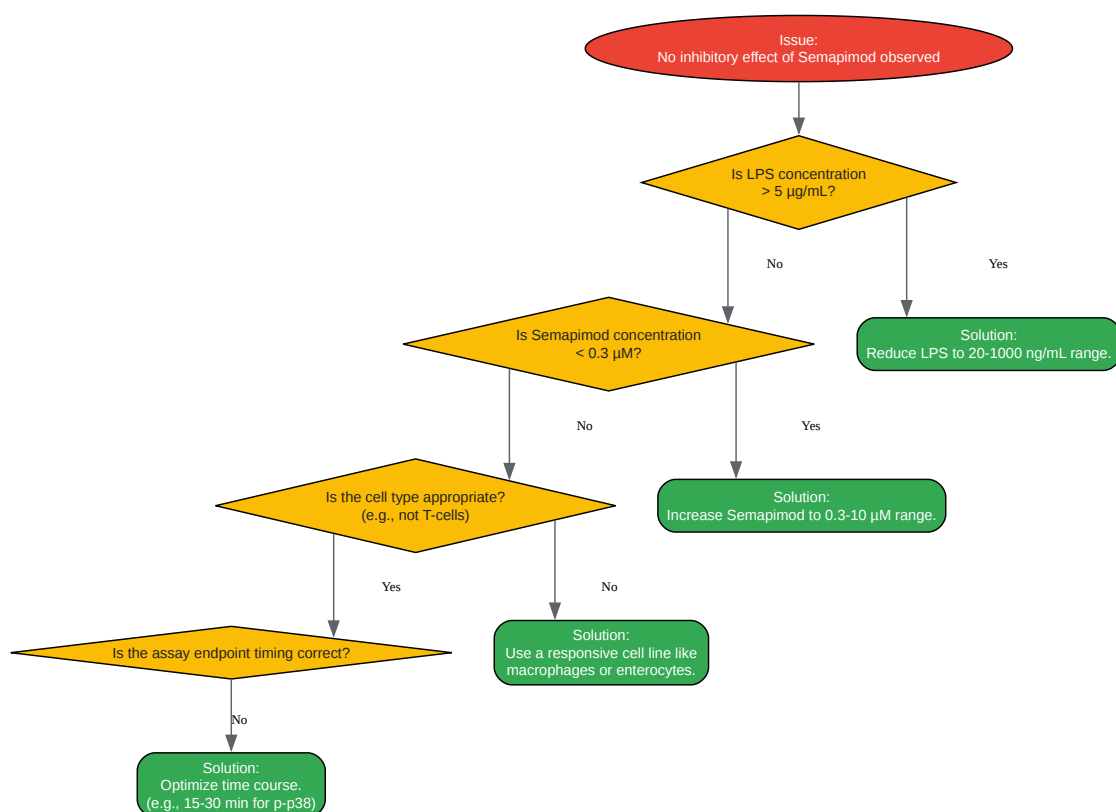 Issue:
No inhibitory effect of Semapimod observed
Is LPS concentration
> 5 µg/mL?
No
Yes
Is Semapimod concentration
< 0.3 µM?
Solution:
Reduce LPS to 20-1000 ng/mL range.
No
Yes
Is the cell type appropriate?
(e.g., not T-cells)
Solution:
Increase Semapimod to 0.3-10 µM range.
Yes
No
Is the assay endpoint timing correct?
Solution:
Use a responsive cell line like
macrophages or enterocytes.
No
Solution:
Optimize time course.
(e.g., 15-30 min for p-p38)